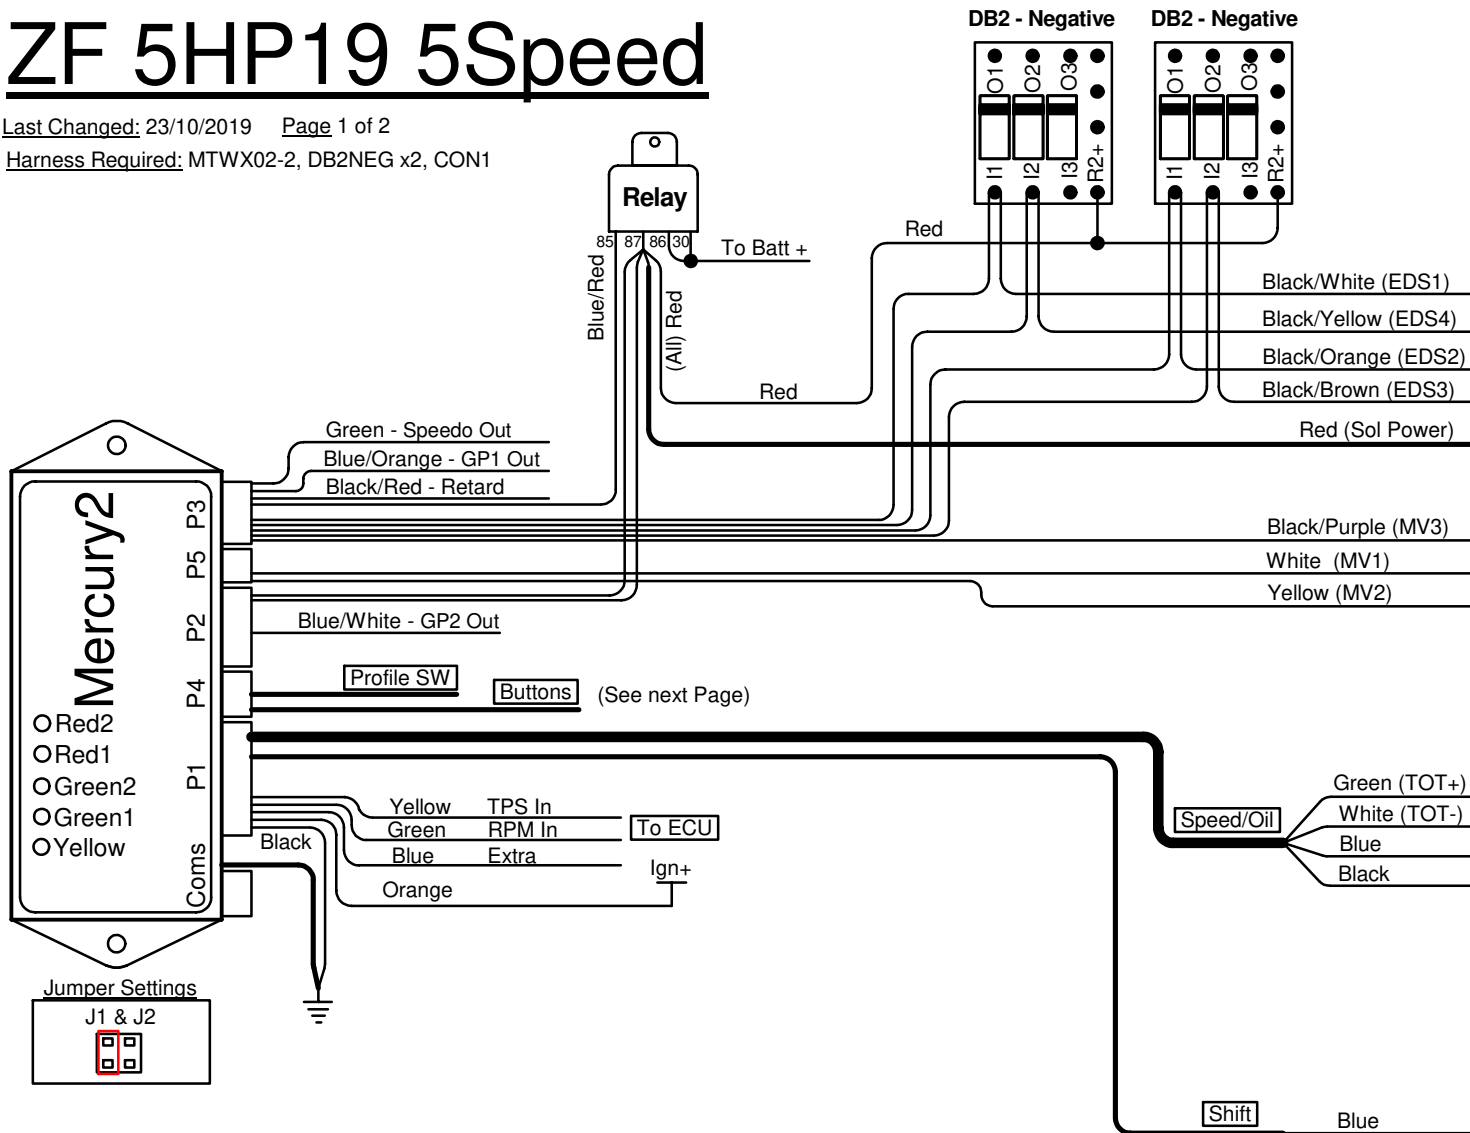 ZF 5HP19 5Speed
Last Changed: 23/10/2019 Page 1 of 2
Harness Required: MTWX02-2, DB2NEG x2, CON1
DB2 - Negative
O1 O2 O3
I1 I2 I3 R2+
DB2 - Negative
O1 O2 O3
I1 I2 I3 R2+
Relay
85 87 86 30
To Batt +
Blue/Red
(All) Red
Red
Red
Black/White (EDS1)
Black/Yellow (EDS4)
Black/Orange (EDS2)
Black/Brown (EDS3)
Red (Sol Power)
Green - Speedo Out
Blue/Orange - GP1 Out
Black/Red - Retard
Black/Purple (MV3)
White (MV1)
Yellow (MV2)
Mercury2
P3
P5
P2
P4
P1
Coms
Blue/White - GP2 Out
Profile SW
Buttons (See next Page)
Red2
Red1
Green2
Green1
Yellow
Yellow TPS In
Green RPM In
Blue Extra
To ECU
Black
Orange
Ign+
Speed/Oil
Green (TOT+)
White (TOT-)
Blue
Black
Jumper Settings
J1 & J2
Shift
Blue